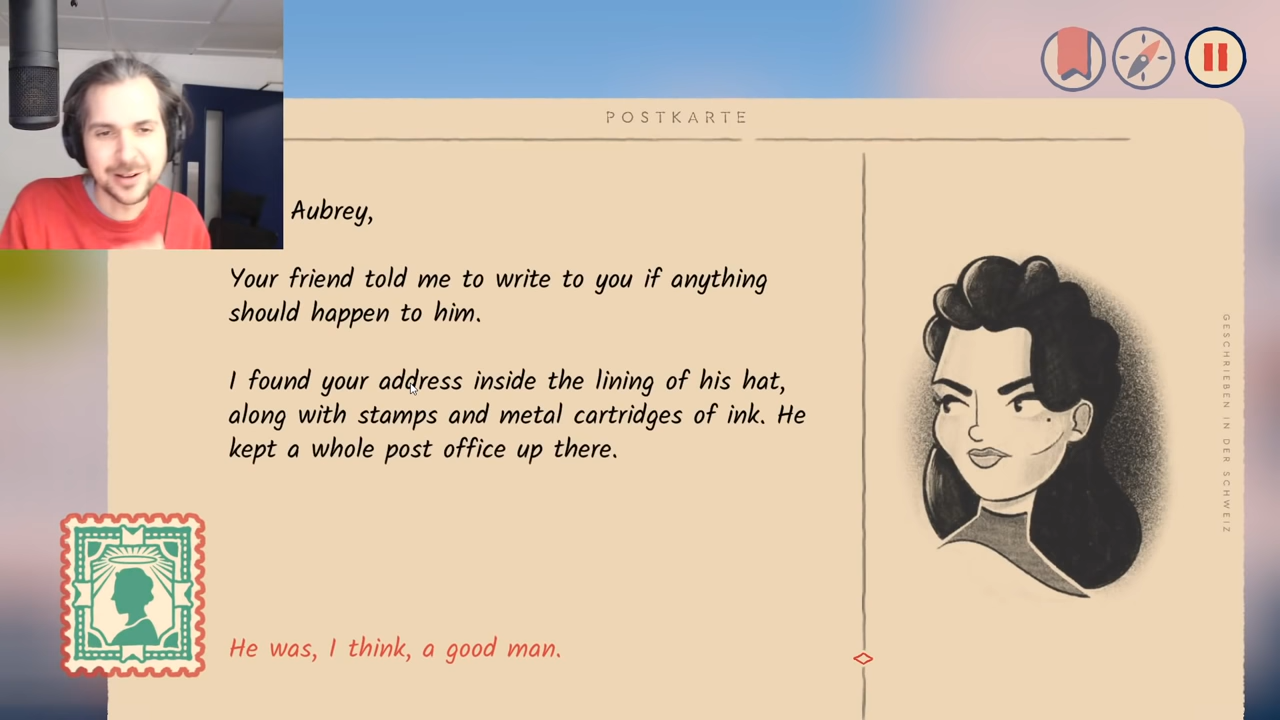 POSTKARTE
Aubrey,
Your friend told me to write to you if anything
should happen to him.
I found your address inside the lining of his hat,
along with stamps and metal cartridges of ink. He
kept a whole post office up there.
He was, I think, a good man.
GESCHRIEBEN IN DER SCHWEIZ